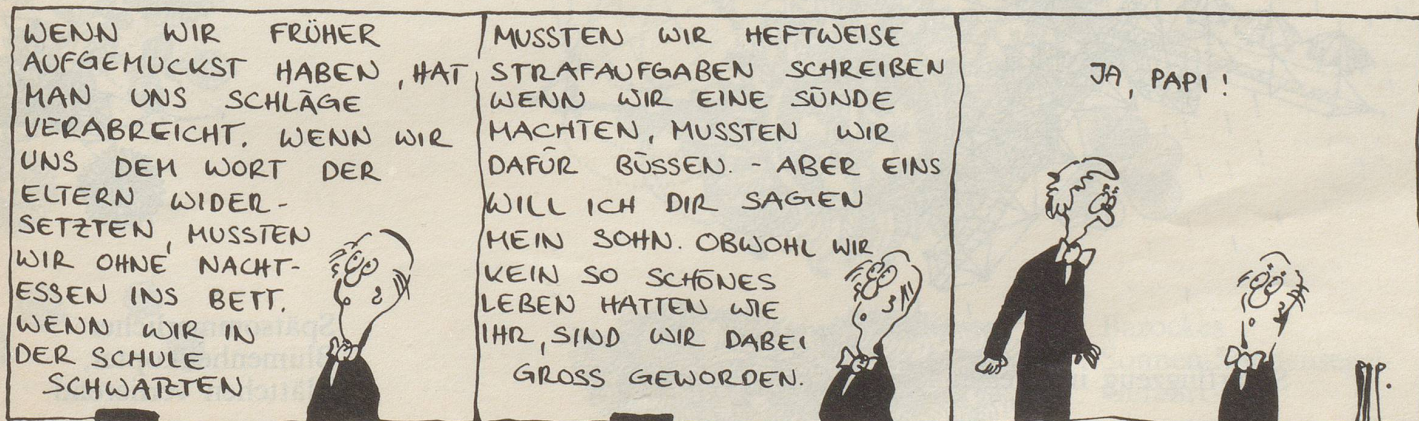 WENN WIR FRÜHER
AUFGEMUCKST HABEN, HAT
MAN UNS SCHLÄGE
VERABREICHT. WENN WIR
UNS DEM WORT DER
ELTERN WIDER-
SETZTEN, MUSSTEN
WIR OHNE NACHT-
ESSEN INS BETT.
WENN WIR IN
DER SCHULE
SCHWATZTEN
MUSSTEN WIR HEFTWEISE
STRAFAUFGABEN SCHREIBEN
WENN WIR EINE SÜNDE
MACHTEN, MUSSTEN WIR
DAFÜR BÜSSEN. - ABER EINS
WILL ICH DIR SAGEN
MEIN SOHN. OBWOHL WIR
KEIN SO SCHÖNES
LEBEN HATTEN WIE
IHR, SIND WIR DABEI
GROSS GEWORDEN.
JA, PAPI!